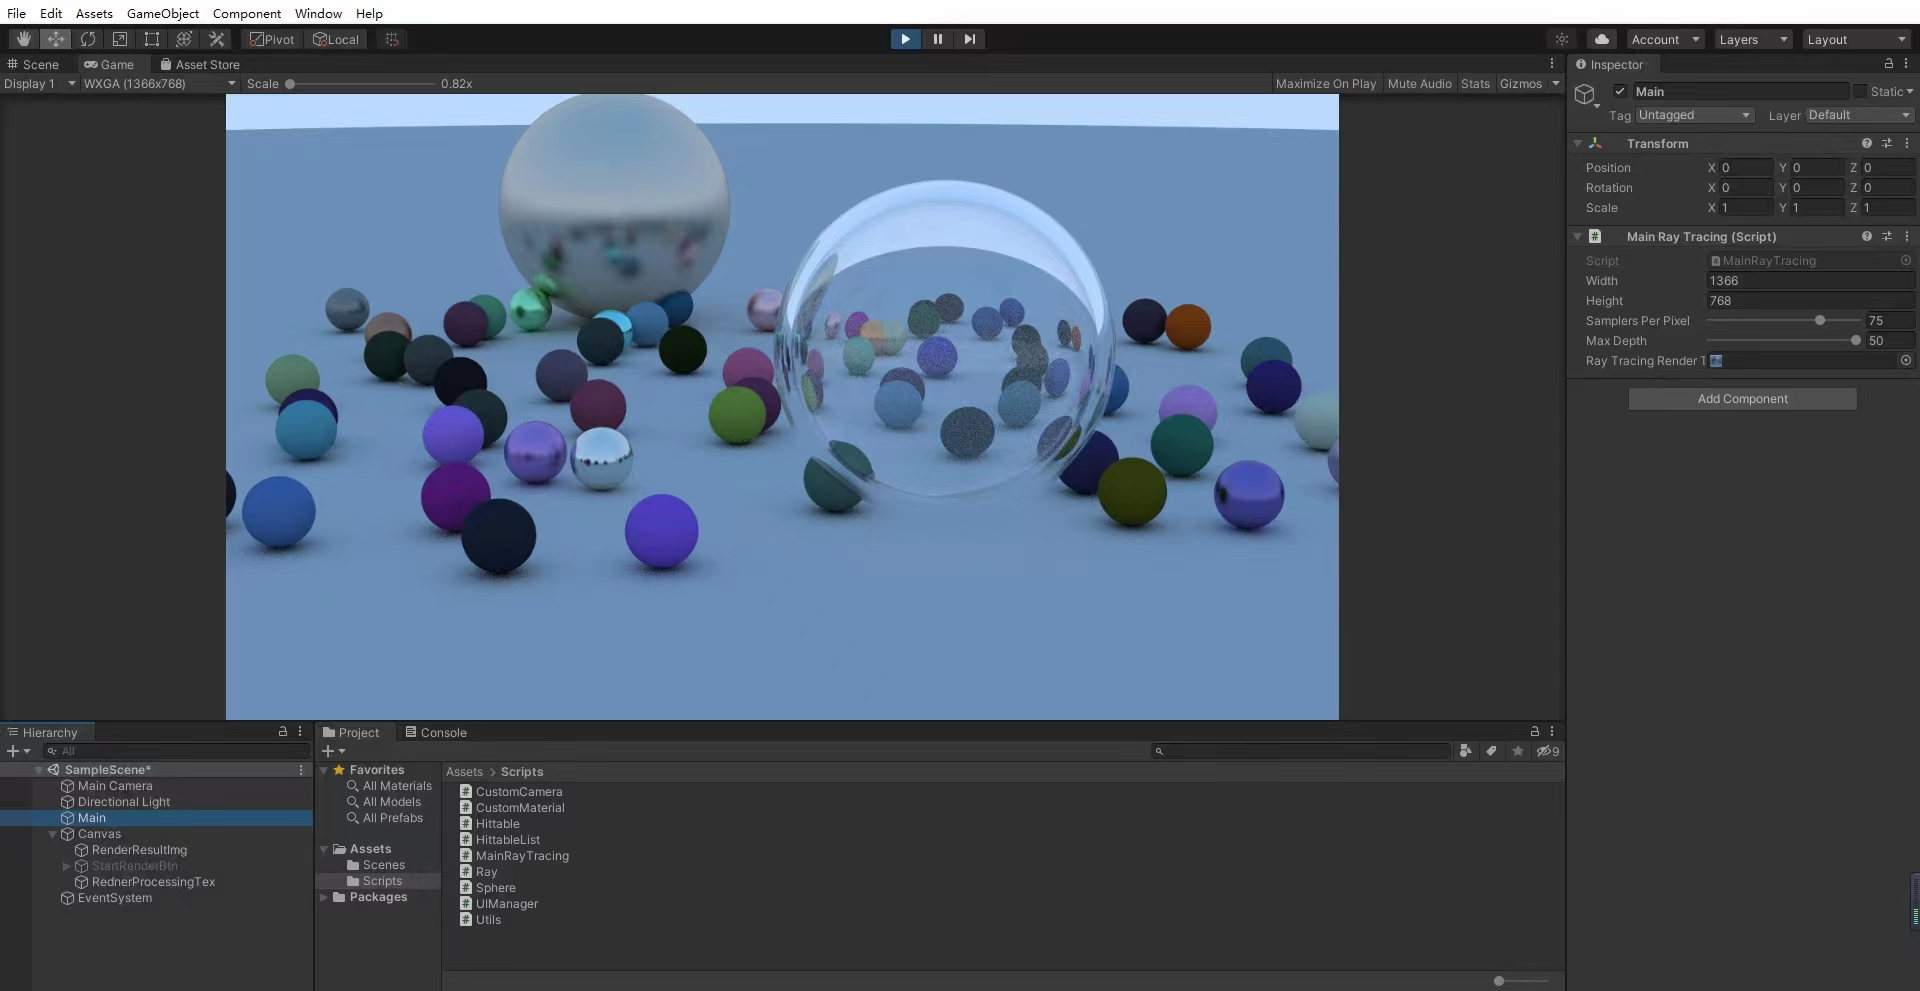 File Edit Assets GameObject Component Window Help
Pivot Local
Account Layers Layout
Scene Game Asset Store
Inspector
Display 1 WXGA (1366x768) Scale 0.82x Maximize On Play Mute Audio Stats Gizmos
Main Static
Tag Untagged Layer Default
Transform
Position X 0 Y 0 Z 0
Rotation X 0 Y 0 Z 0
Scale X 1 Y 1 Z 1
Main Ray Tracing (Script)
Script MainRayTracing
Width 1366
Height 768
Samplers Per Pixel 75
Max Depth 50
Ray Tracing Render T
Add Component
Hierarchy
All
SampleScene*
Main Camera
Directional Light
Main
Canvas
RenderResultImg
StartRenderBtn
RednerProcessingTex
EventSystem
Project Console
9
Favorites
All Materials
All Models
All Prefabs
Assets
Scenes
Scripts
Packages
Assets > Scripts
CustomCamera
CustomMaterial
Hittable
HittableList
MainRayTracing
Ray
Sphere
UIManager
Utils